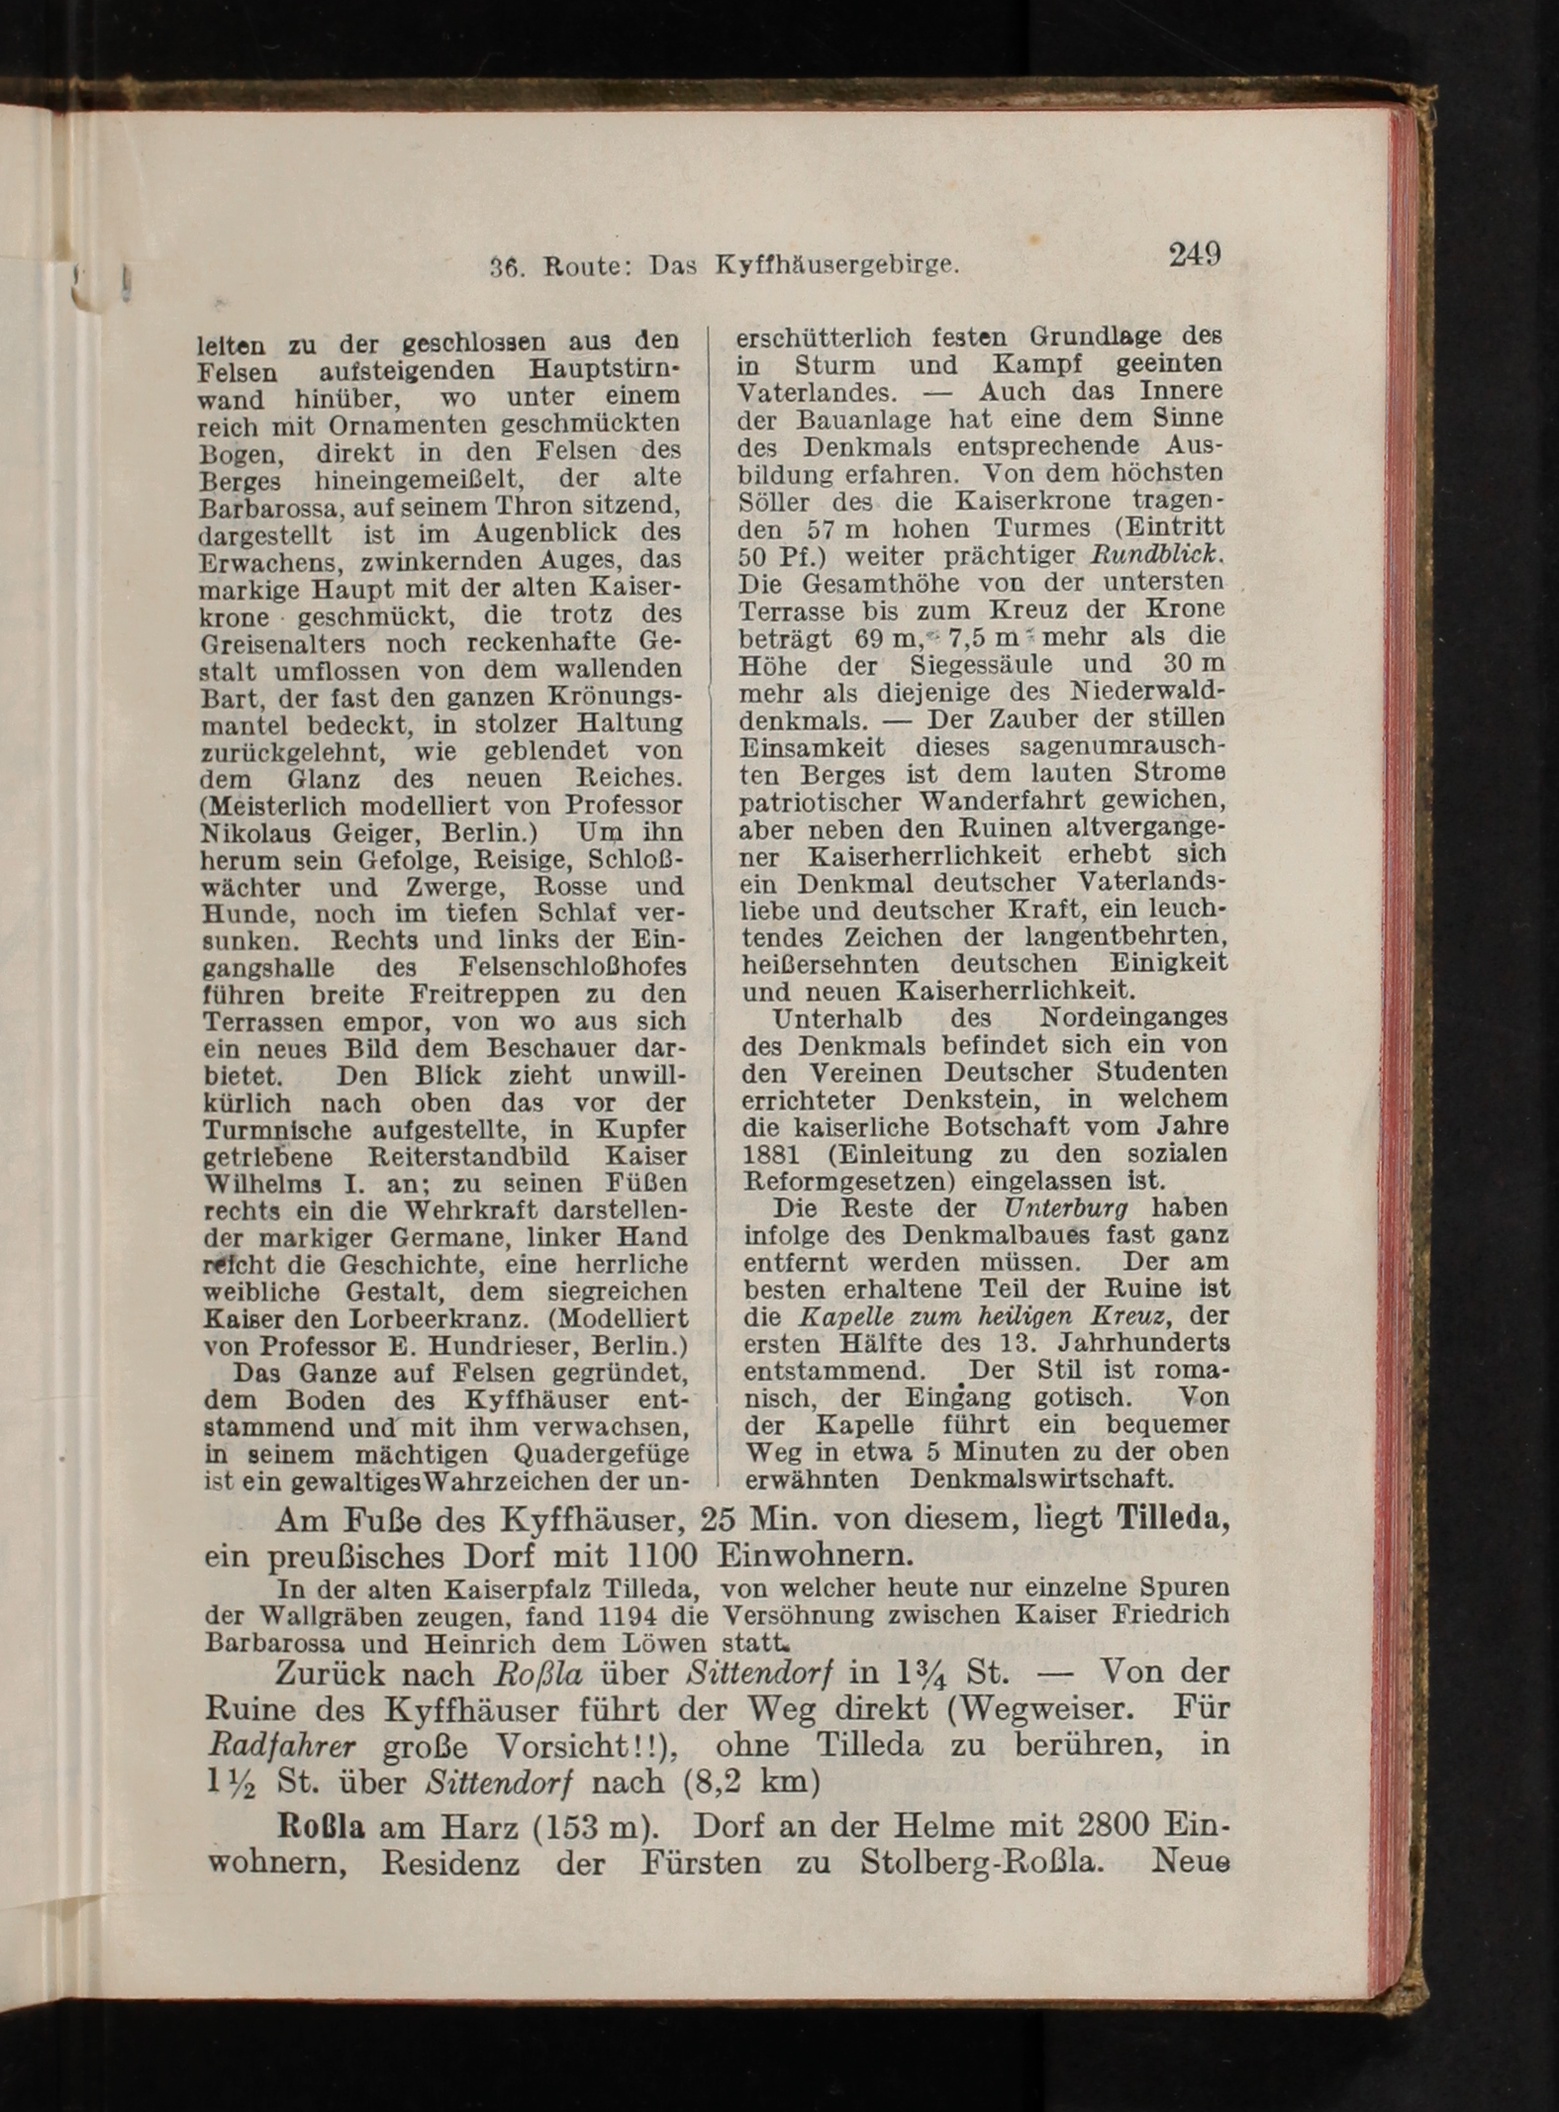 36. Route: Das Kyffhäusergebirge.
249
leiten zu der geschlossen aus den
Felsen aufsteigenden Hauptstirn-
wand hinüber, wo unter einem
reich mit Ornamenten geschmückten
Bogen, direkt in den Felsen des
Berges hineingemeißelt, der alte
Barbarossa, auf seinem Thron sitzend,
dargestellt ist im Augenblick des
Erwachens, zwinkernden Auges, das
markige Haupt mit der alten Kaiser-
krone geschmückt, die trotz des
Greisenalters noch reckenhafte Ge-
stalt umflossen von dem wallenden
Bart, der fast den ganzen Krönungs-
mantel bedeckt, in stolzer Haltung
zurückgelehnt, wie geblendet von
dem Glanz des neuen Reiches.
(Meisterlich modelliert von Professor
Nikolaus Geiger, Berlin.) Um ihn
herum sein Gefolge, Reisige, Schloß-
wächter und Zwerge, Rosse und
Hunde, noch im tiefen Schlaf ver-
sunken. Rechts und links der Ein-
gangshalle des Felsenschloßhofes
führen breite Freitreppen zu den
Terrassen empor, von wo aus sich
ein neues Bild dem Beschauer dar-
bietet. Den Blick zieht unwill-
kürlich nach oben das vor der
Turmnische aufgestellte, in Kupfer
getriebene Reiterstandbild Kaiser
Wilhelms I. an; zu seinen Füßen
rechts ein die Wehrkraft darstellen-
der markiger Germane, linker Hand
reicht die Geschichte, eine herrliche
weibliche Gestalt, dem siegreichen
Kaiser den Lorbeerkranz. (Modelliert
von Professor E. Hundrieser, Berlin.)
Das Ganze auf Felsen gegründet,
dem Boden des Kyffhäuser ent-
stammend und mit ihm verwachsen,
in seinem mächtigen Quadergefüge
ist ein gewaltiges Wahrzeichen der un-
erschütterlich festen Grundlage des
in Sturm und Kampf geeinten
Vaterlandes. — Auch das Innere
der Bauanlage hat eine dem Sinne
des Denkmals entsprechende Aus-
bildung erfahren. Von dem höchsten
Söller des die Kaiserkrone tragen-
den 57 m hohen Turmes (Eintritt
50 Pf.) weiter prächtiger Rundblick.
Die Gesamthöhe von der untersten
Terrasse bis zum Kreuz der Krone
beträgt 69 m, 7,5 m mehr als die
Höhe der Siegessäule und 30 m
mehr als diejenige des Niederwald-
denkmals. — Der Zauber der stillen
Einsamkeit dieses sagenumrausch-
ten Berges ist dem lauten Strome
patriotischer Wanderfahrt gewichen,
aber neben den Ruinen altvergange-
ner Kaiserherrlichkeit erhebt sich
ein Denkmal deutscher Vaterlands-
liebe und deutscher Kraft, ein leuch-
tendes Zeichen der langentbehrten,
heißersehnten deutschen Einigkeit
und neuen Kaiserherrlichkeit.
Unterhalb des Nordeinganges
des Denkmals befindet sich ein von
den Vereinen Deutscher Studenten
errichteter Denkstein, in welchem
die kaiserliche Botschaft vom Jahre
1881 (Einleitung zu den sozialen
Reformgesetzen) eingelassen ist.
Die Reste der Unterburg haben
infolge des Denkmalbaues fast ganz
entfernt werden müssen. Der am
besten erhaltene Teil der Ruine ist
die Kapelle zum heiligen Kreuz, der
ersten Hälfte des 13. Jahrhunderts
entstammend. Der Stil ist roma-
nisch, der Eingang gotisch. Von
der Kapelle führt ein bequemer
Weg in etwa 5 Minuten zu der oben
erwähnten Denkmalswirtschaft.
Am Fuße des Kyffhäuser, 25 Min. von diesem, liegt Tilleda,
ein preußisches Dorf mit 1100 Einwohnern.
In der alten Kaiserpfalz Tilleda, von welcher heute nur einzelne Spuren
der Wallgräben zeugen, fand 1194 die Versöhnung zwischen Kaiser Friedrich
Barbarossa und Heinrich dem Löwen statt.
Zurück nach Roßla über Sittendorf in 1¾ St. — Von der
Ruine des Kyffhäuser führt der Weg direkt (Wegweiser. Für
Radfahrer große Vorsicht!!), ohne Tilleda zu berühren, in
1½ St. über Sittendorf nach (8,2 km)
Roßla am Harz (153 m). Dorf an der Helme mit 2800 Ein-
wohnern, Residenz der Fürsten zu Stolberg-Roßla. Neue